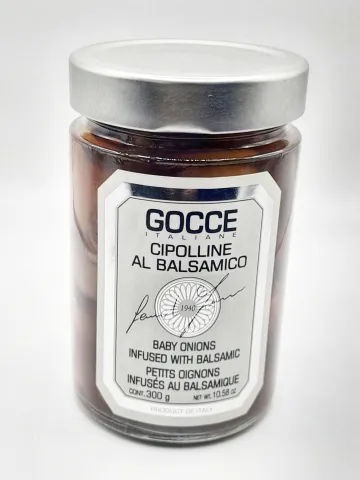 GOCCE
ITALIANE
CIPOLLINE
AL BALSAMICO
1940
BABY ONIONS
INFUSED WITH BALSAMIC
PETITS OIGNONS
INFUSÉS AU BALSAMIQUE
CONT. 300 g NET WT. 10.58 oz
PRODUCT OF ITALY